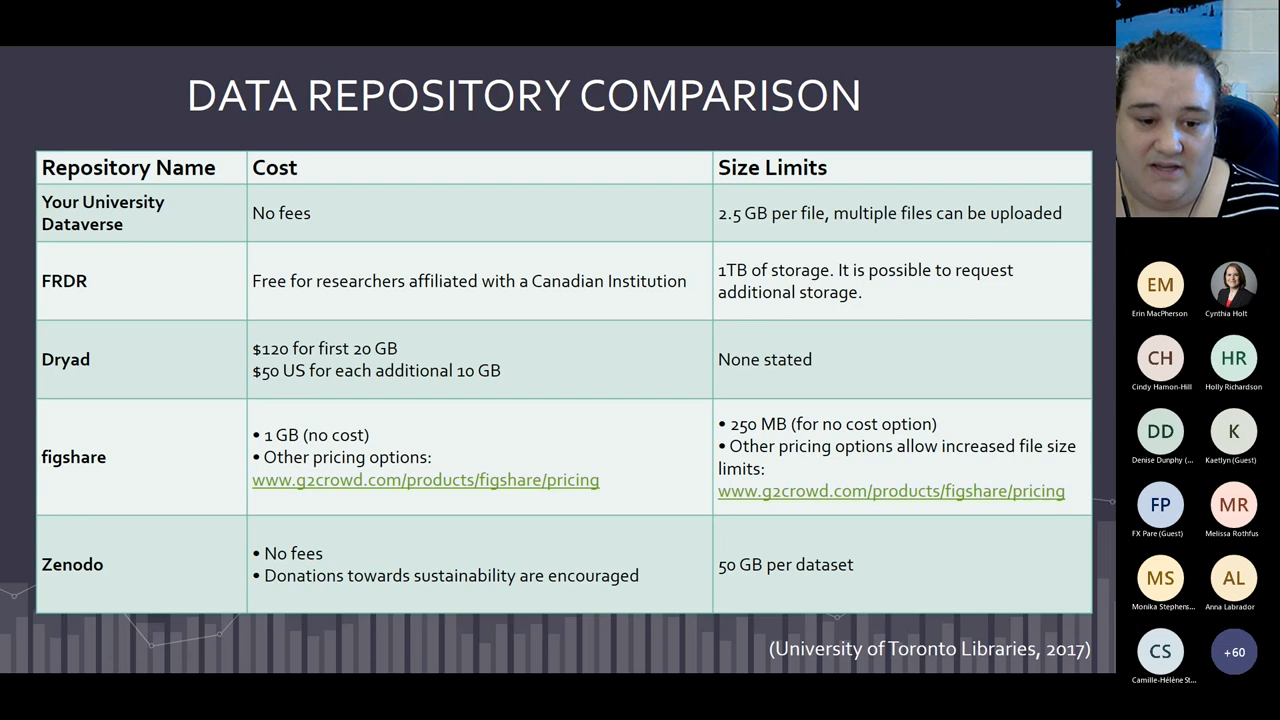 DATA REPOSITORY COMPARISON
Repository Name
Cost
Size Limits
Your University
Dataverse
No fees
2.5 GB per file, multiple files can be uploaded
FRDR
Free for researchers affiliated with a Canadian Institution
1TB of storage. It is possible to request
additional storage.
Dryad
$120 for first 20 GB
$50 US for each additional 10 GB
None stated
figshare
• 1 GB (no cost)
• Other pricing options:
www.g2crowd.com/products/figshare/pricing
• 250 MB (for no cost option)
• Other pricing options allow increased file size
limits:
www.g2crowd.com/products/figshare/pricing
Zenodo
• No fees
• Donations towards sustainability are encouraged
50 GB per dataset
(University of Toronto Libraries, 2017)
EM
Erin MacPherson
Cynthia Holt
CH
Cindy Hamon-Hill
HR
Holly Richardson
DD
Denise Dunphy (...
K
Kaetlyn (Guest)
FP
FX Pare (Guest)
MR
Melissa Rothfus
MS
Monika Stephens...
AL
Anna Labrador
CS
Camille-Hélène St...
+60